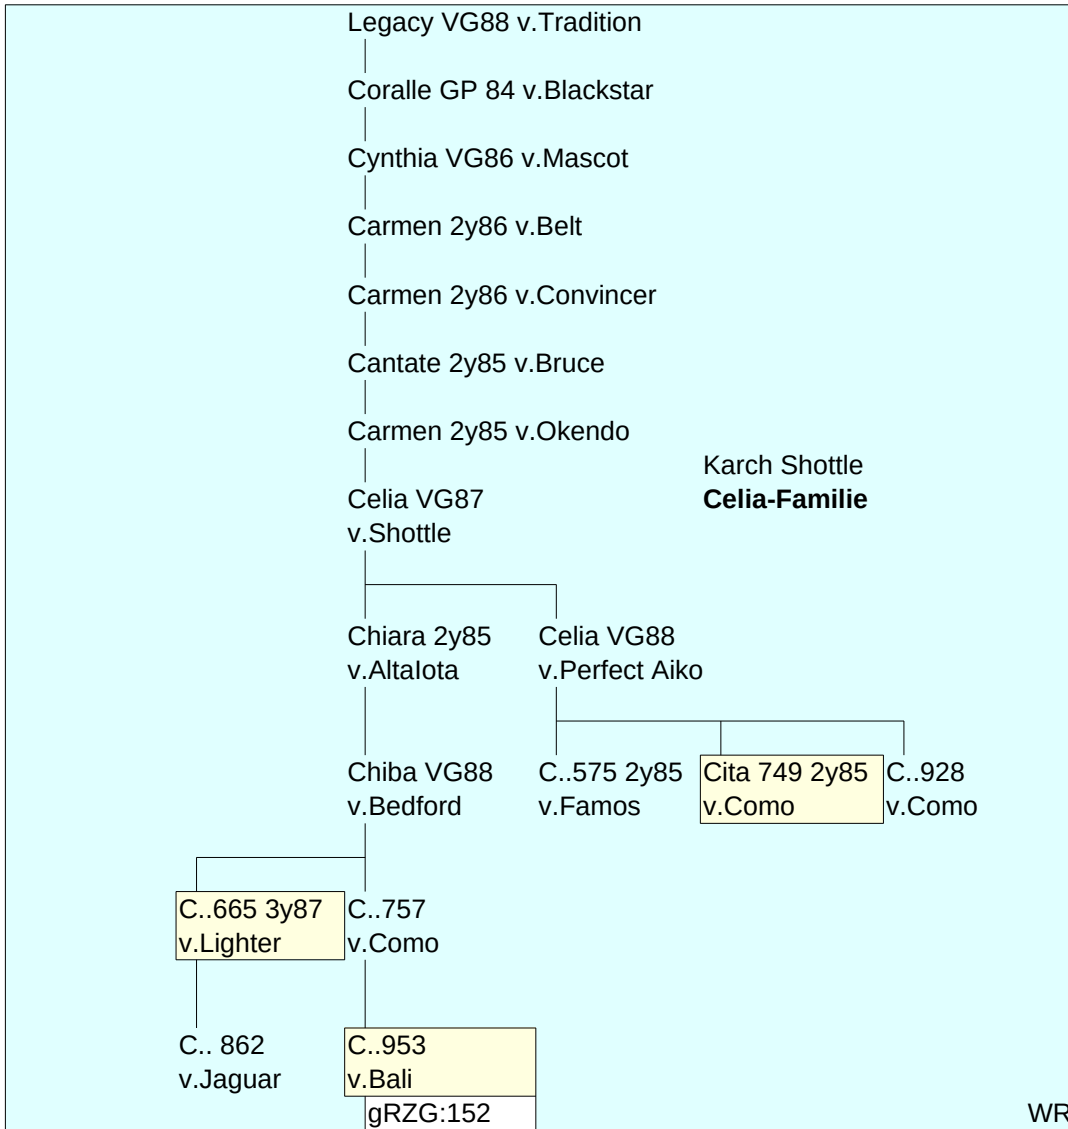 Legacy VG88 v.Tradition
Coralle GP 84 v.Blackstar
Cynthia VG86 v.Mascot
Carmen 2y86 v.Belt
Carmen 2y86 v.Convincer
Cantate 2y85 v.Bruce
Carmen 2y85 v.Okendo
Karch Shottle
Celia-Familie
Celia VG87
v.Shottle
Chiara 2y85
v.AltaIota
Celia VG88
v.Perfect Aiko
Chiba VG88
v.Bedford
C..575 2y85
v.Famos
Cita 749 2y85
v.Como
C..928
v.Como
C..665 3y87
v.Lighter
C..757
v.Como
C.. 862
v.Jaguar
C..953
v.Bali
gRZG:152
WR